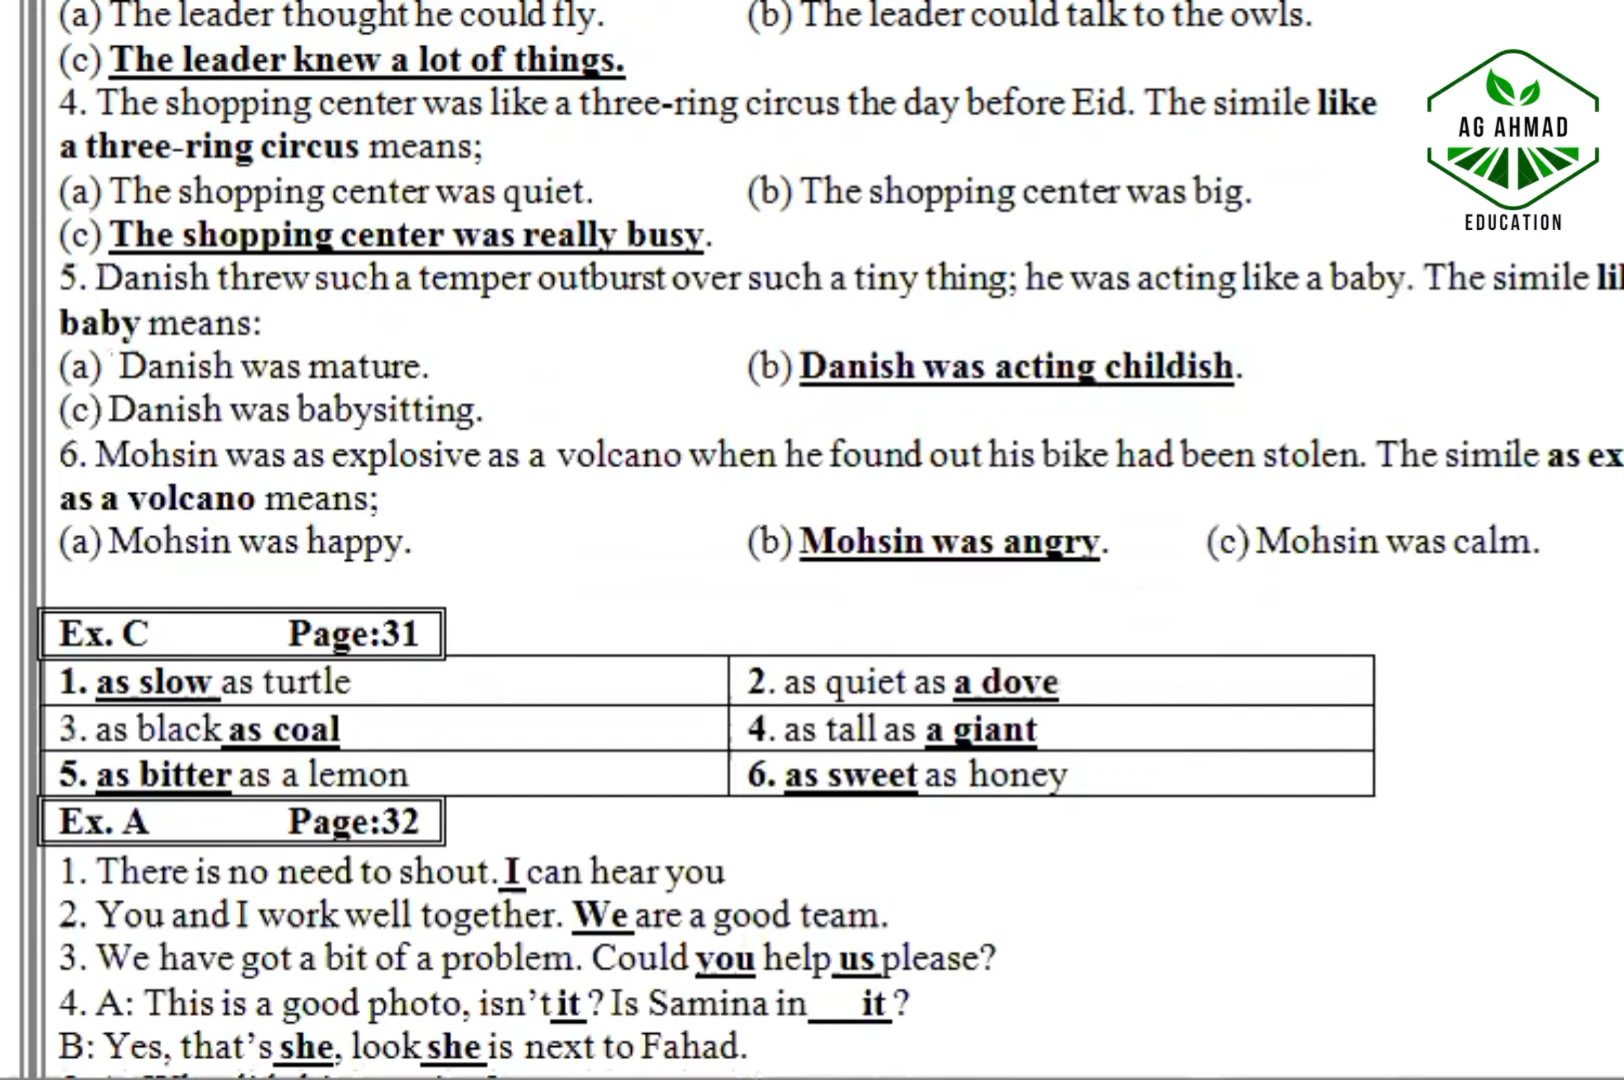 (a) The leader thought he could fly. (b) The leader could talk to the owls.
(c) The leader knew a lot of things.
4. The shopping center was like a three-ring circus the day before Eid. The simile like
a three-ring circus means;
(a) The shopping center was quiet. (b) The shopping center was big.
(c) The shopping center was really busy.
5. Danish threw such a temper outburst over such a tiny thing; he was acting like a baby. The simile
baby means:
(a) Danish was mature. (b) Danish was acting childish.
(c) Danish was babysitting.
6. Mohsin was as explosive as a volcano when he found out his bike had been stolen. The simile as
as a volcano means;
(a) Mohsin was happy. (b) Mohsin was angry. (c) Mohsin was calm.
Ex. C Page:31
1. as slow as turtle 2. as quiet as a dove
3. as black as coal 4. as tall as a giant
5. as bitter as a lemon 6. as sweet as honey
Ex. A Page:32
1. There is no need to shout. I can hear you
2. You and I work well together. We are a good team.
3. We have got a bit of a problem. Could you help us please?
4. A: This is a good photo, isn't it? Is Samina in___it?
B: Yes, that's she, look she is next to Fahad.
AG AHMAD
EDUCATION